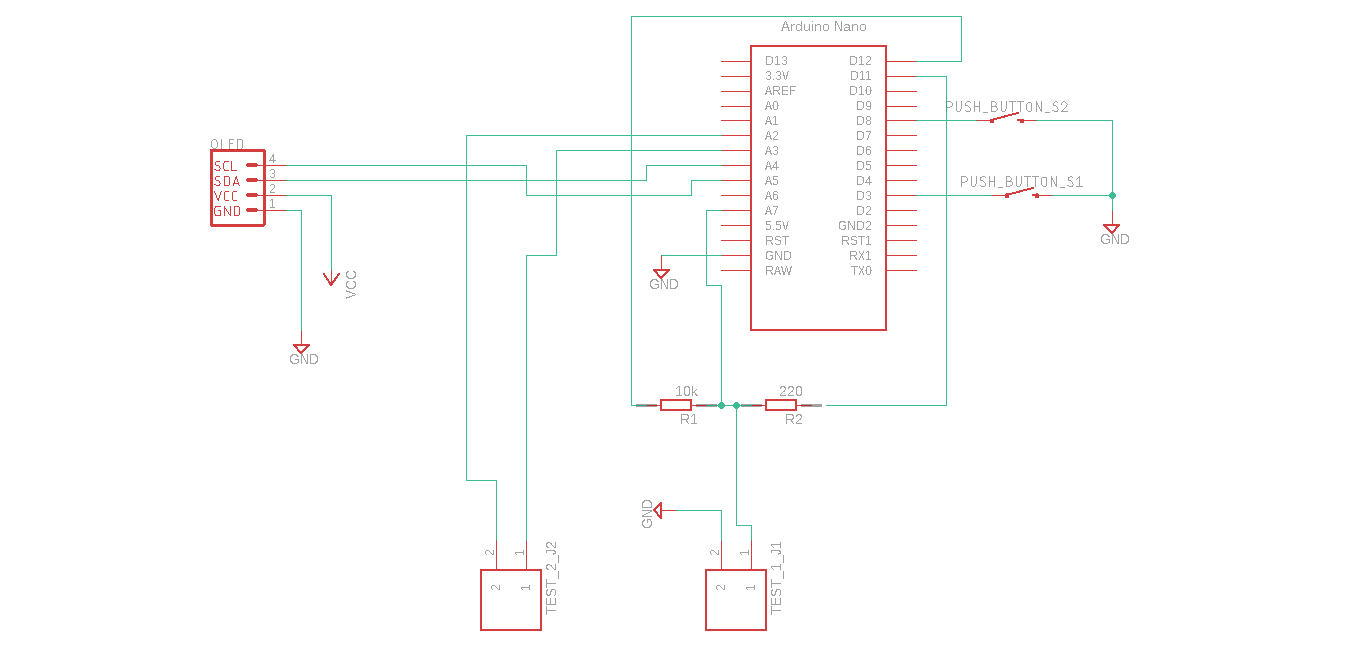 Arduino Nano
D13 D12
3.3V D11
AREF D10
A0 D9
A1 D8
A2 D7
A3 D6
A4 D5
A5 D4
A6 D3
A7 D2
5.5V GND2
RST RST1
GND RX1
RAW TX0
PUSH_BUTTON_S2
PUSH_BUTTON_S1
GND
OLED
SCL 4
SDA 3
VCC 2
GND 1
VCC
GND
GND
10k
R1
220
R2
GND
2 1
2 1
TEST_2_J2
2 1
2 1
TEST_1_J1